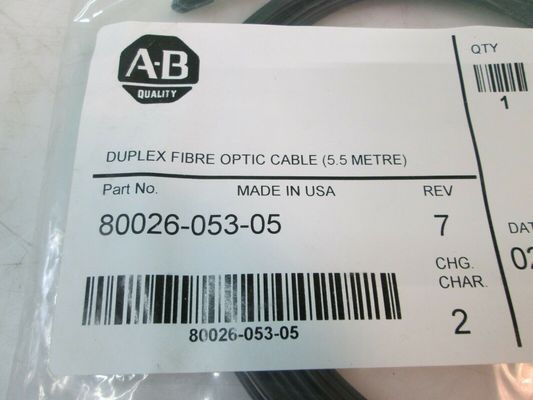 A-B
QUALITY
QTY
1
DUPLEX FIBRE OPTIC CABLE (5.5 METRE)
Part No. MADE IN USA REV
80026-053-05 7
CHG.
CHAR.
2
80026-053-05